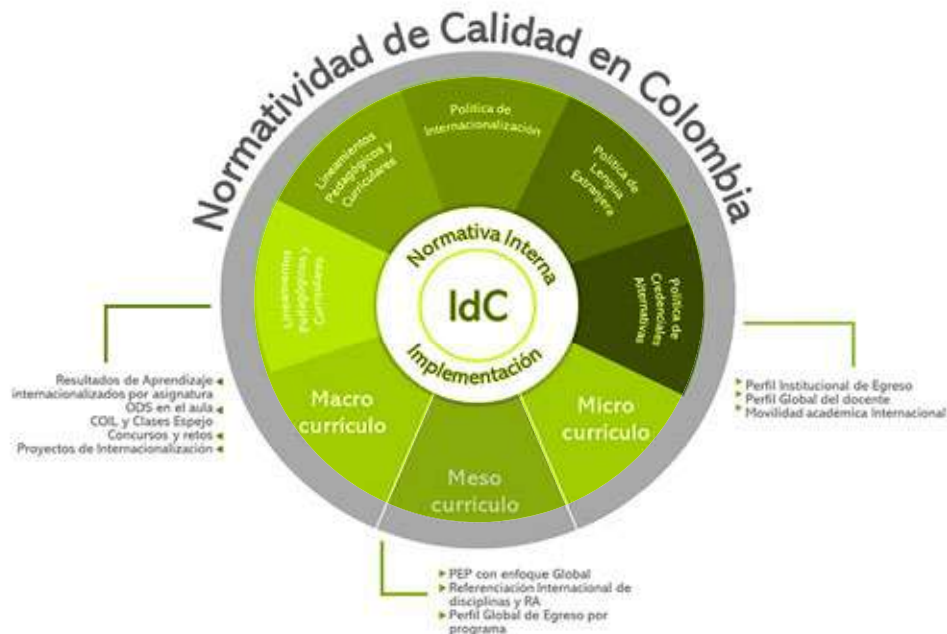 Normatividad de Calidad en Colombia
Política de
Internacionalización
Lineamientos
Pedagógicos y
Curriculares
Política de
Lengua
Extranjera
Lineamientos
Pedagógicos y
Curriculares
Política de
Credenciales
Alternativas
Normativa Interna
IdC
Implementación
Macro
currículo
Meso
currículo
Micro
currículo
Resultados de Aprendizaje
internacionalizados por asignatura
ODS en el aula
COIL y Clases Espejo
Concursos y retos
Proyectos de Internacionalización
Perfil Institucional de Egreso
Perfil Global del docente
Movilidad académica Internacional
PEP con enfoque Global
Referenciación Internacional de
disciplinas y RA
Perfil Global de Egreso por
programa